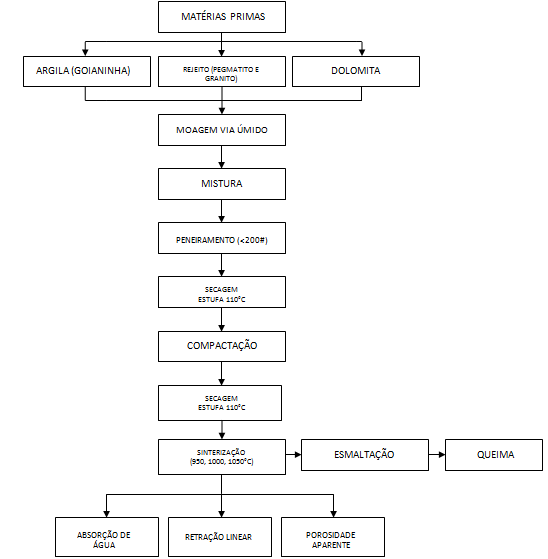 MATÉRIAS PRIMAS
ARGILA (GOIANINHA)
REJEITO (PEGMATITO E
GRANITO)
DOLOMITA
MOAGEM VIA ÚMIDO
MISTURA
PENEIRAMENTO (<200#)
SECAGEM
ESTUFA 110°C
COMPACTAÇÃO
SECAGEM
ESTUFA 110°C
SINTERIZAÇÃO
(950, 1000, 1050°C)
ESMALTAÇÃO
QUEIMA
ABSORÇÃO DE
ÁGUA
RETRAÇÃO LINEAR
POROSIDADE
APARENTE